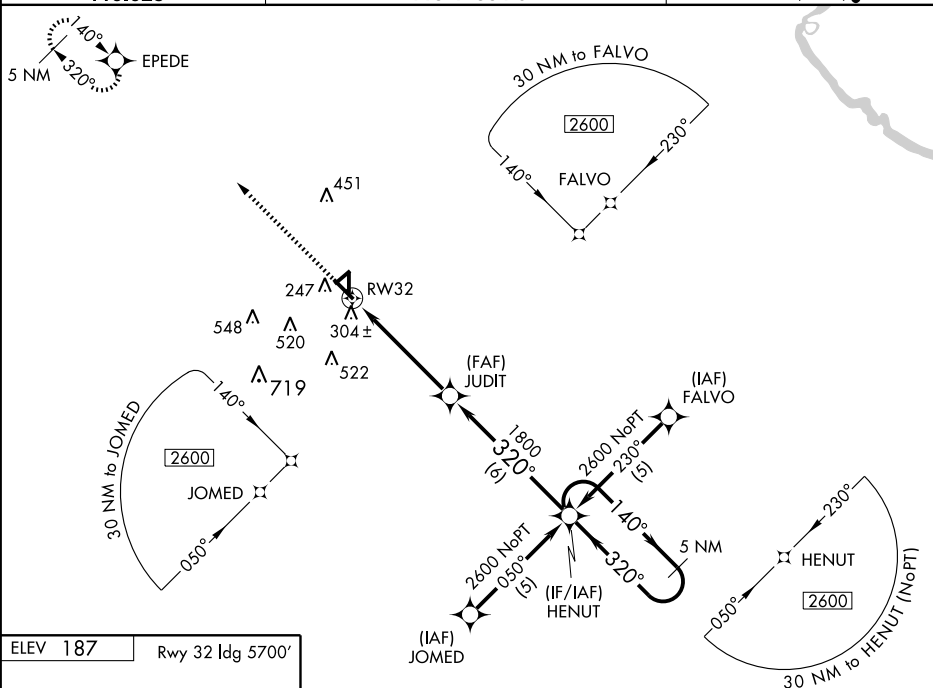 140°
320°
5 NM
EPEDE
30 NM to FALVO
2600
140°
230°
FALVO
451
247
RW32
548
520
304±
522
719
(FAF)
JUDIT
(IAF)
FALVO
30 NM to JOMED
140°
2600
JOMED
050°
1800
320°
(6)
2600 NoPT
230°
(5)
140°
320°
5 NM
2600 NoPT
050°
(5)
(IF/IAF)
HENUT
(IAF)
JOMED
230°
HENUT
050°
2600
30 NM to HENUT (NoPT)
ELEV 187
Rwy 32 ldg 5700'